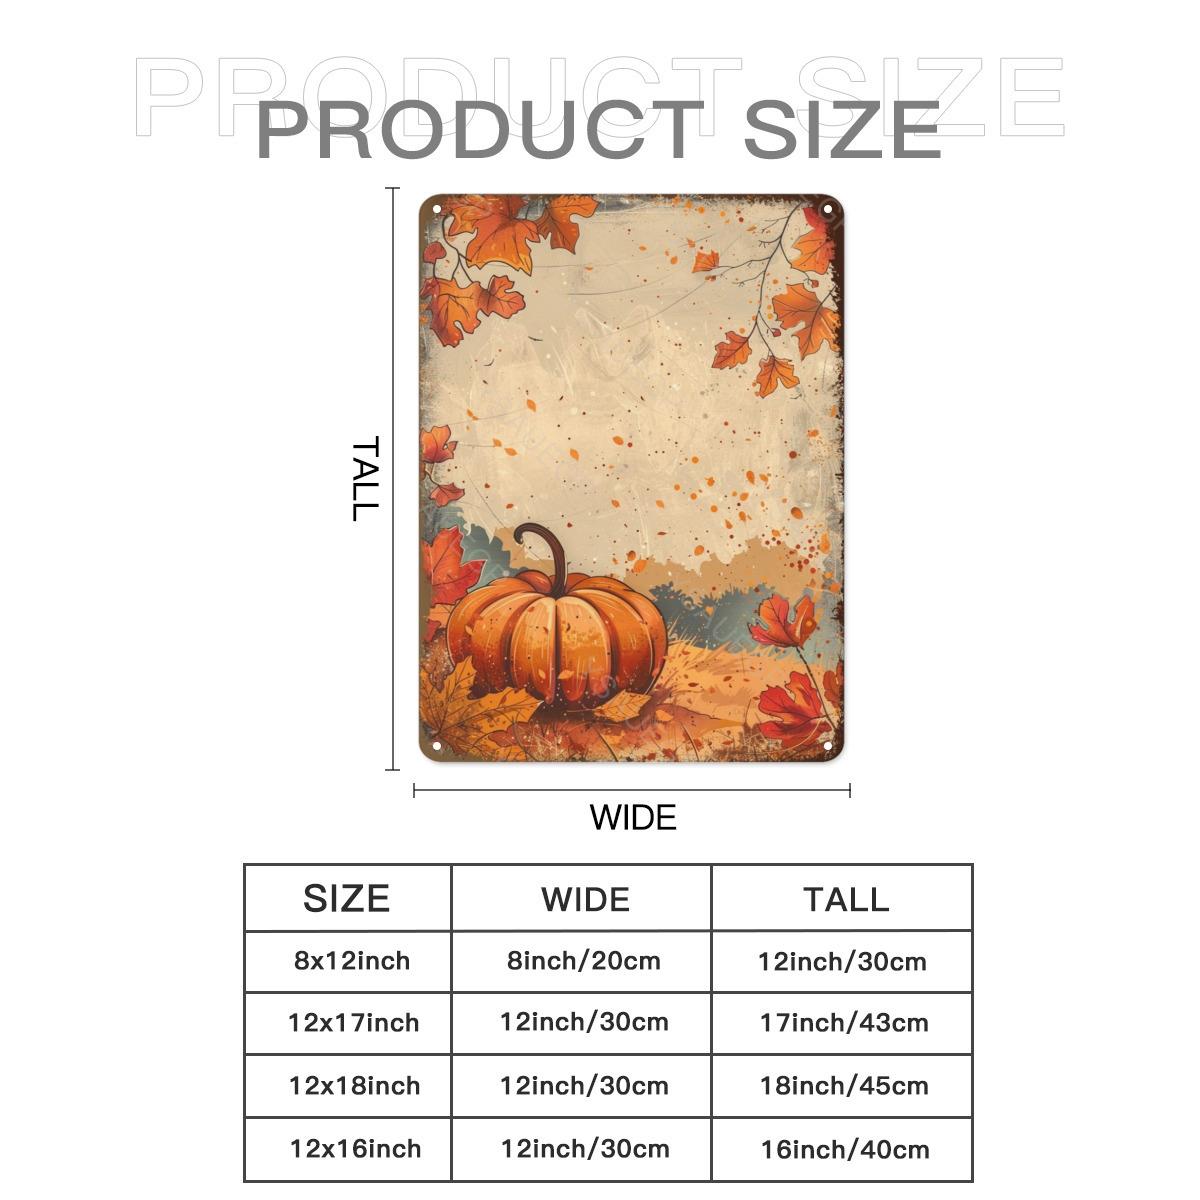 PRODUCT SIZE
PRODUCT SIZE
TALL
WIDE
SIZE WIDE TALL
8x12inch 8inch/20cm 12inch/30cm
12x17inch 12inch/30cm 17inch/43cm
12x18inch 12inch/30cm 18inch/45cm
12x16inch 12inch/30cm 16inch/40cm